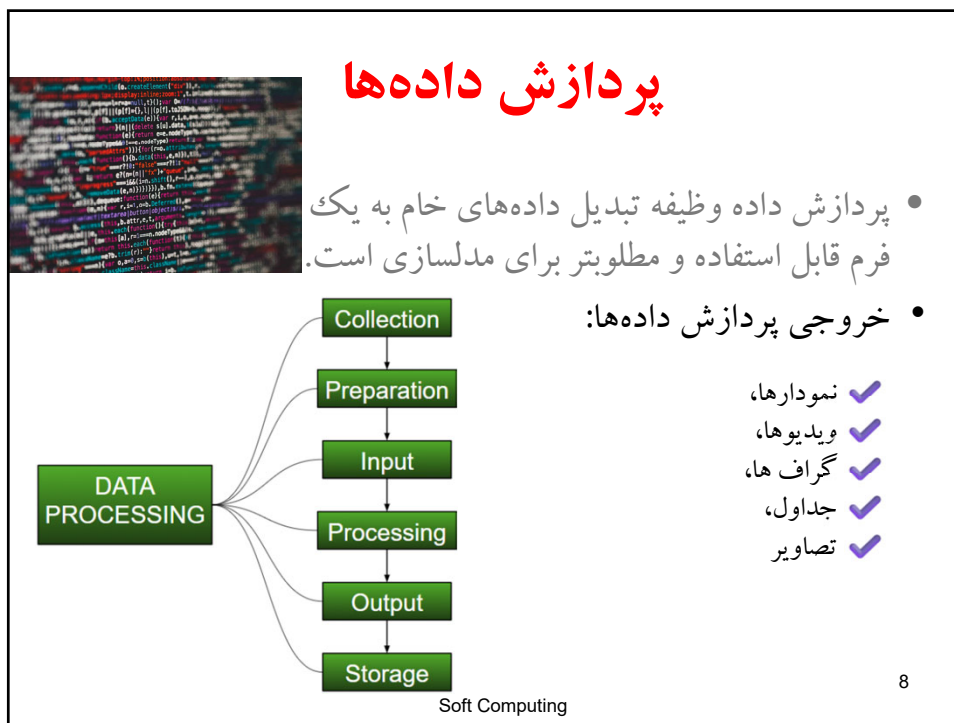 پردازش داده‌ها
• پردازش داده وظیفه تبدیل داده‌های خام به یک
فرم قابل استفاده و مطلوبتر برای مدلسازی است.
• خروجی پردازش داده‌ها:
نمودارها،
ویدیوها،
گراف ها،
جداول،
تصاویر
DATA
PROCESSING
Collection
Preparation
Input
Processing
Output
Storage
Soft Computing
8